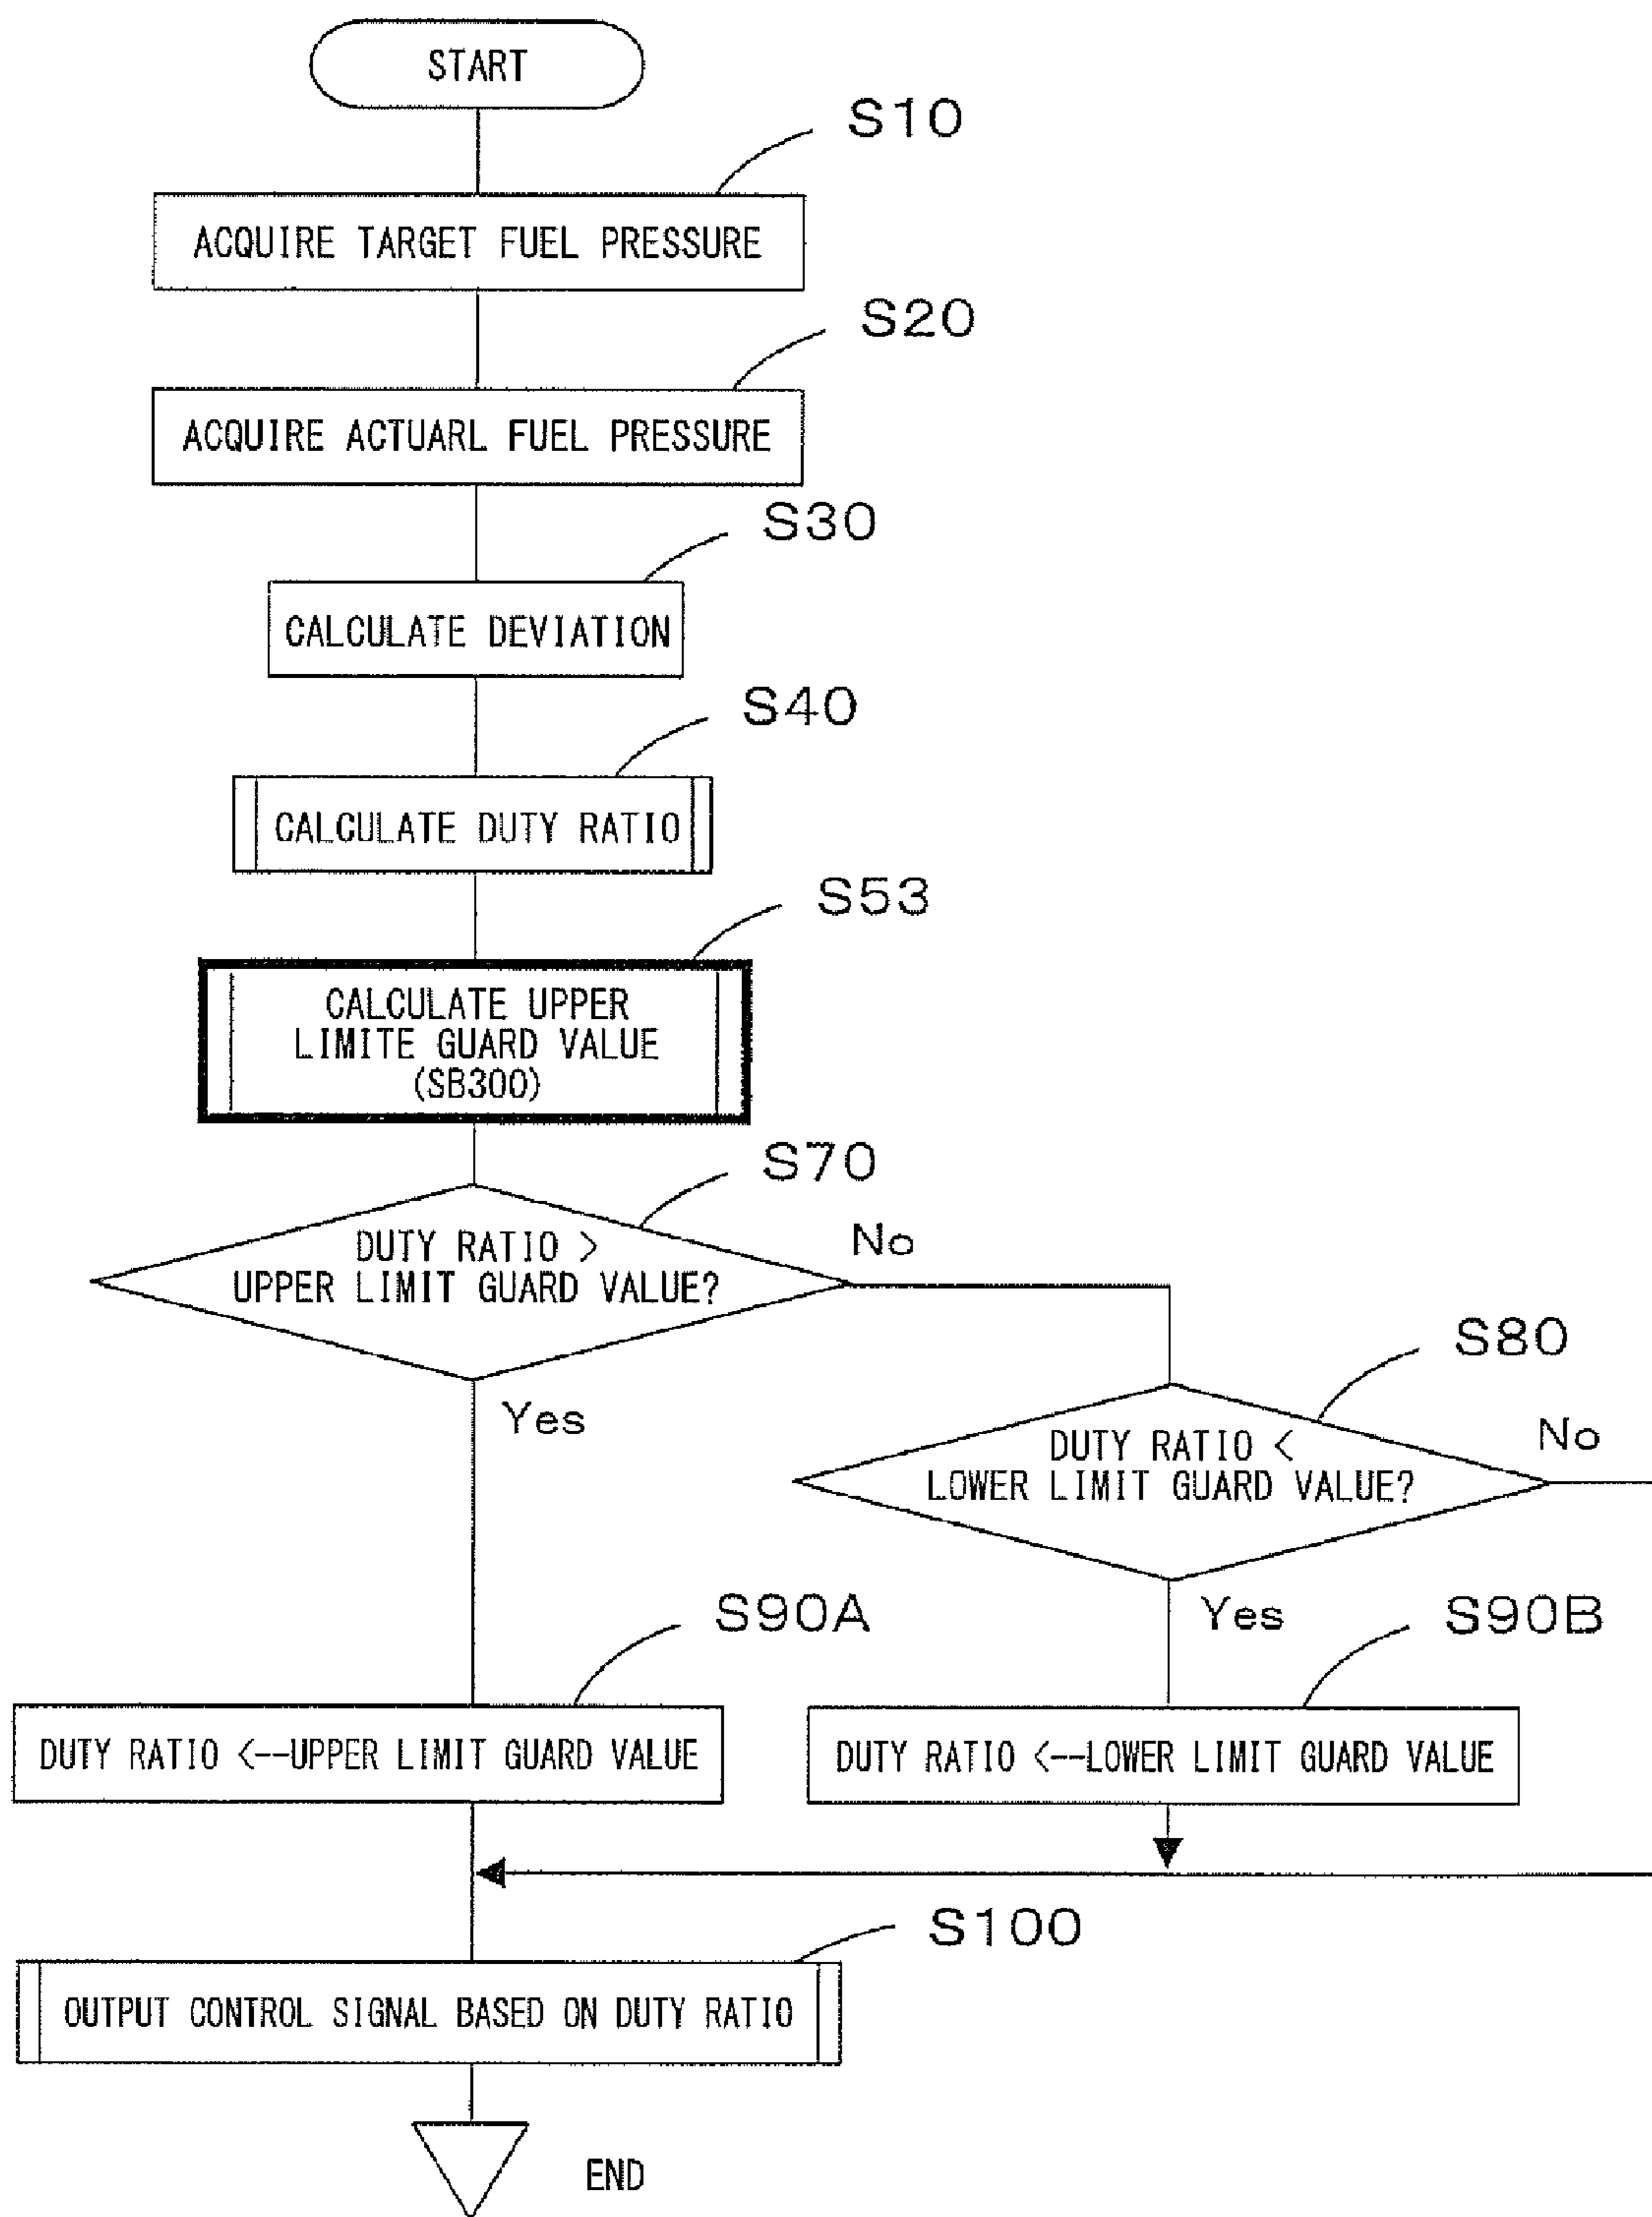 START
S10
ACQUIRE TARGET FUEL PRESSURE
S20
ACQUIRE ACTUARL FUEL PRESSURE
S30
CALCULATE DEVIATION
S40
CALCULATE DUTY RATIO
S53
CALCULATE UPPER
LIMITE GUARD VALUE
(SB300)
S70
DUTY RATIO >
UPPER LIMIT GUARD VALUE?
No
Yes
S80
DUTY RATIO <
LOWER LIMIT GUARD VALUE?
No
Yes
S90A
DUTY RATIO <--UPPER LIMIT GUARD VALUE
S90B
DUTY RATIO <--LOWER LIMIT GUARD VALUE
S100
OUTPUT CONTROL SIGNAL BASED ON DUTY RATIO
END